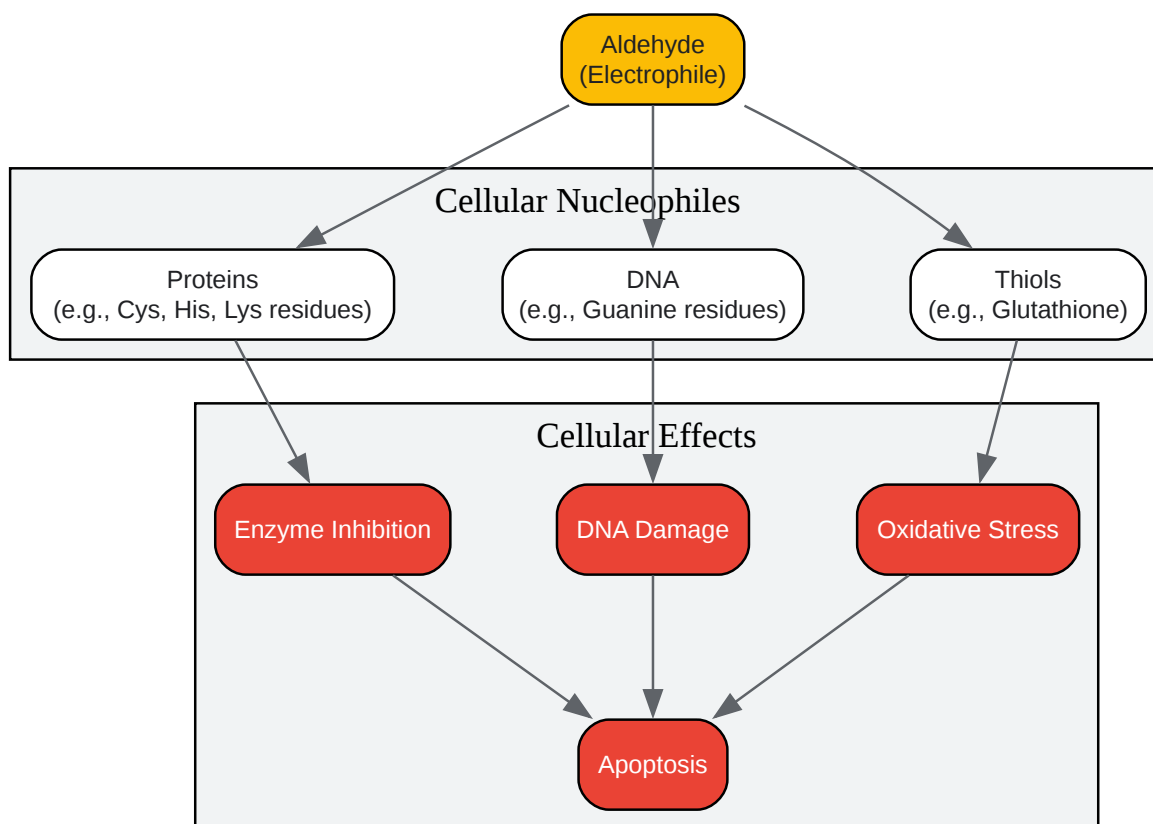 Aldehyde
(Electrophile)
Cellular Nucleophiles
Proteins
(e.g., Cys, His, Lys residues)
DNA
(e.g., Guanine residues)
Thiols
(e.g., Glutathione)
Cellular Effects
Enzyme Inhibition
DNA Damage
Oxidative Stress
Apoptosis